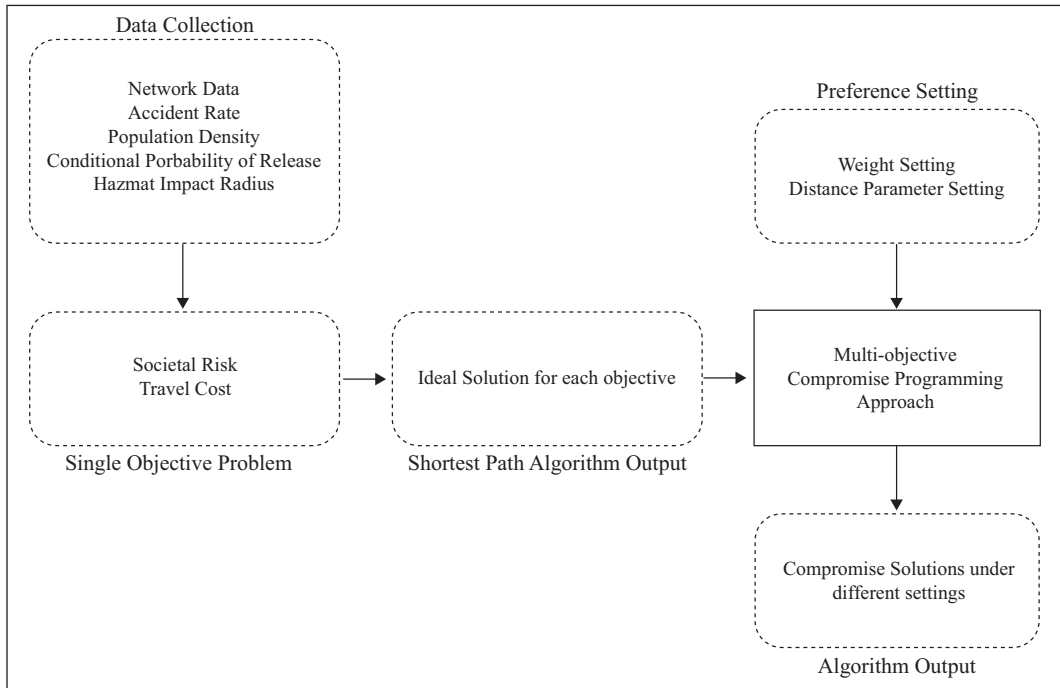 Data Collection
Network Data
Accident Rate
Population Density
Conditional Porbability of Release
Hazmat Impact Radius
Preference Setting
Weight Setting
Distance Parameter Setting
Societal Risk
Travel Cost
Single Objective Problem
Ideal Solution for each objective
Shortest Path Algorithm Output
Multi-objective
Compromise Programming
Approach
Compromise Solutions under
different settings
Algorithm Output